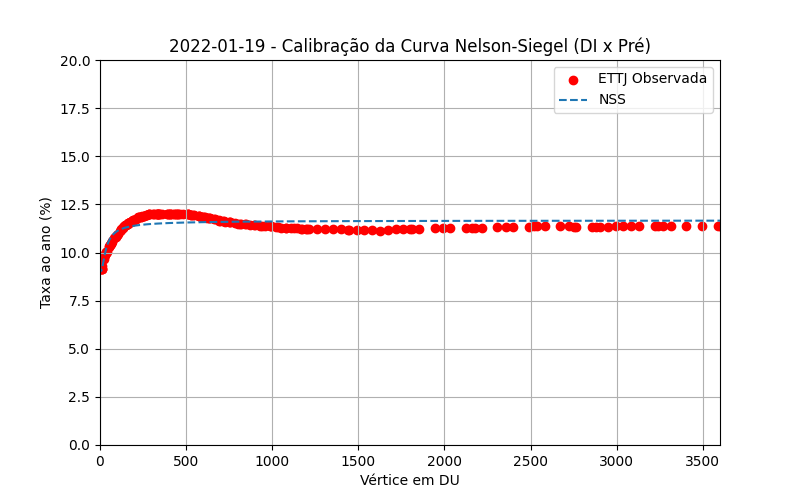 2022-01-19 - Calibração da Curva Nelson-Siegel (DI x Pré)
20.0
17.5
15.0
12.5
10.0
7.5
5.0
2.5
0.0
Taxa ao ano (%)
ETTJ Observada
NSS
0 500 1000 1500 2000 2500 3000 3500
Vértice em DU